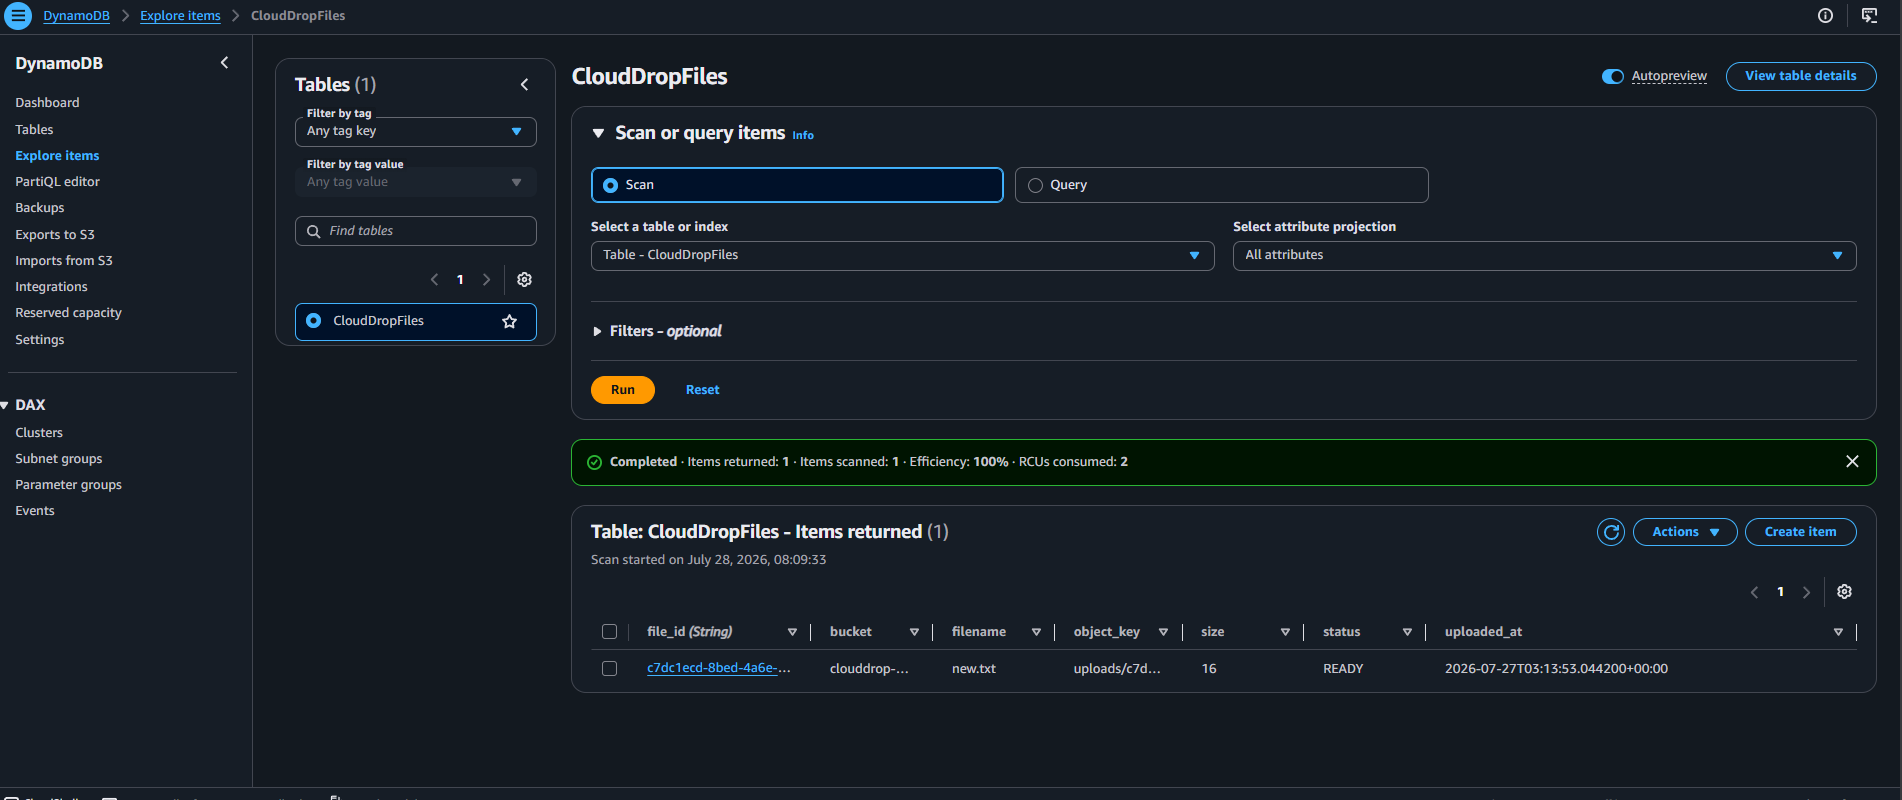 DynamoDB > Explore items > CloudDropFiles
DynamoDB
Dashboard
Tables
Explore items
PartiQL editor
Backups
Exports to S3
Imports from S3
Integrations
Reserved capacity
Settings
DAX
Clusters
Subnet groups
Parameter groups
Events
Tables (1)
Filter by tag
Any tag key
Filter by tag value
Any tag value
Find tables
1
CloudDropFiles
CloudDropFiles
Autopreview
View table details
Scan or query items Info
Scan
Query
Select a table or index
Table - CloudDropFiles
Select attribute projection
All attributes
Filters - optional
Run
Reset
Completed · Items returned: 1 · Items scanned: 1 · Efficiency: 100% · RCUs consumed: 2
Table: CloudDropFiles - Items returned (1)
Scan started on July 28, 2026, 08:09:33
Actions
Create item
1
file_id (String) bucket filename object_key size status uploaded_at
c7dc1ecd-8bed-4a6e-... clouddrop-... new.txt uploads/c7d... 16 READY 2026-07-27T03:13:53.044200+00:00